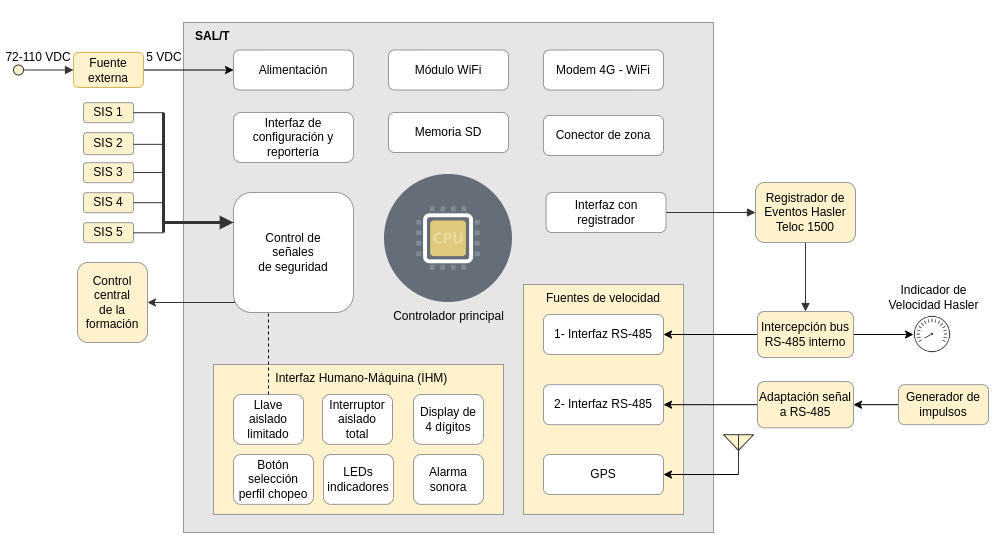 SAL/T
72-110 VDC
Fuente
externa
5 VDC
Alimentación
Módulo WiFi
Modem 4G - WiFi
SIS 1
SIS 2
SIS 3
SIS 4
SIS 5
Interfaz de
configuración y
reportería
Memoria SD
Conector de zona
Control de
señales
de seguridad
CPU
Controlador principal
Interfaz con
registrador
Registrador de
Eventos Hasler
Teloc 1500
Control
central
de la
formación
Fuentes de velocidad
1- Interfaz RS-485
2- Interfaz RS-485
GPS
Intercepción bus
RS-485 interno
Indicador de
Velocidad Hasler
Adaptación señal
a RS-485
Generador de
impulsos
Interfaz Humano-Máquina (IHM)
Llave
aislado
limitado
Interruptor
aislado
total
Display de
4 dígitos
Botón
selección
perfil chopeo
LEDs
indicadores
Alarma
sonora